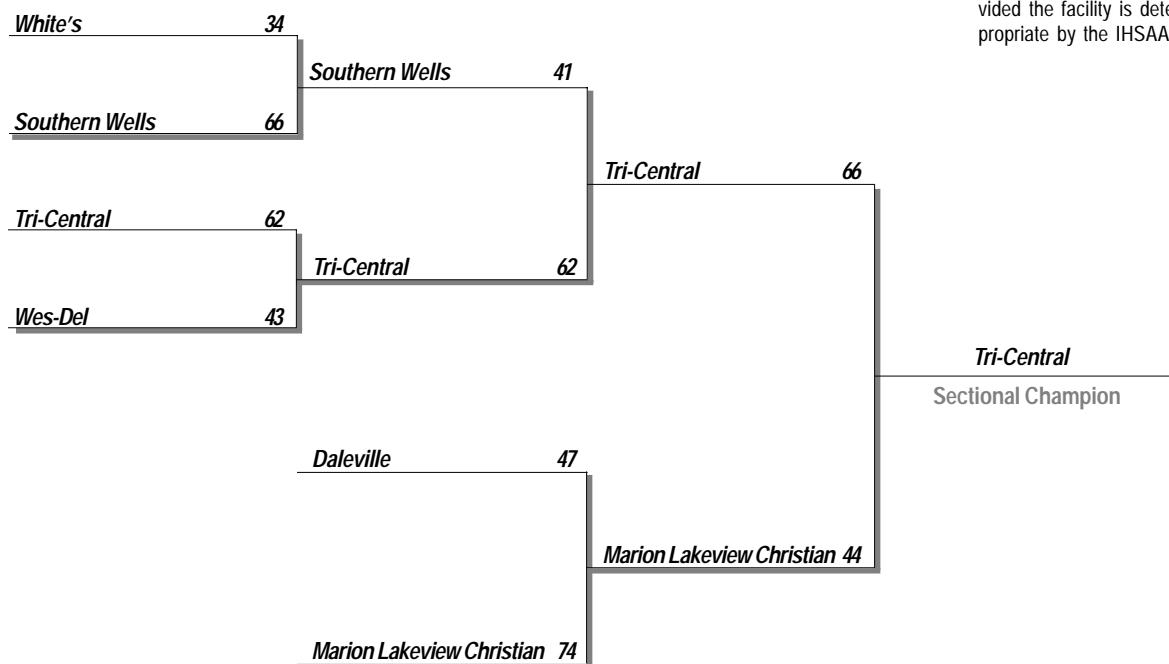 vided the facility is dete
propriate by the IHSAA
White's 34
Southern Wells 41
Southern Wells 66
Tri-Central 66
Tri-Central 62
Tri-Central 62
Wes-Del 43
Tri-Central
Sectional Champion
Daleville 47
Marion Lakeview Christian 44
Marion Lakeview Christian 74